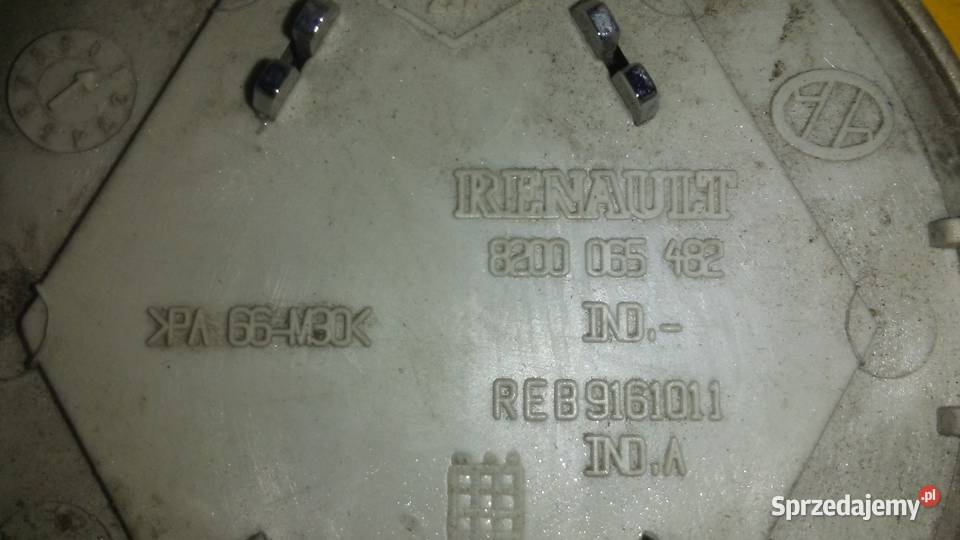 RENAULT
8200 065 482
IND.-
>PA 66-M30<
REB9161011
IND.A
Sprzedajemy.pl